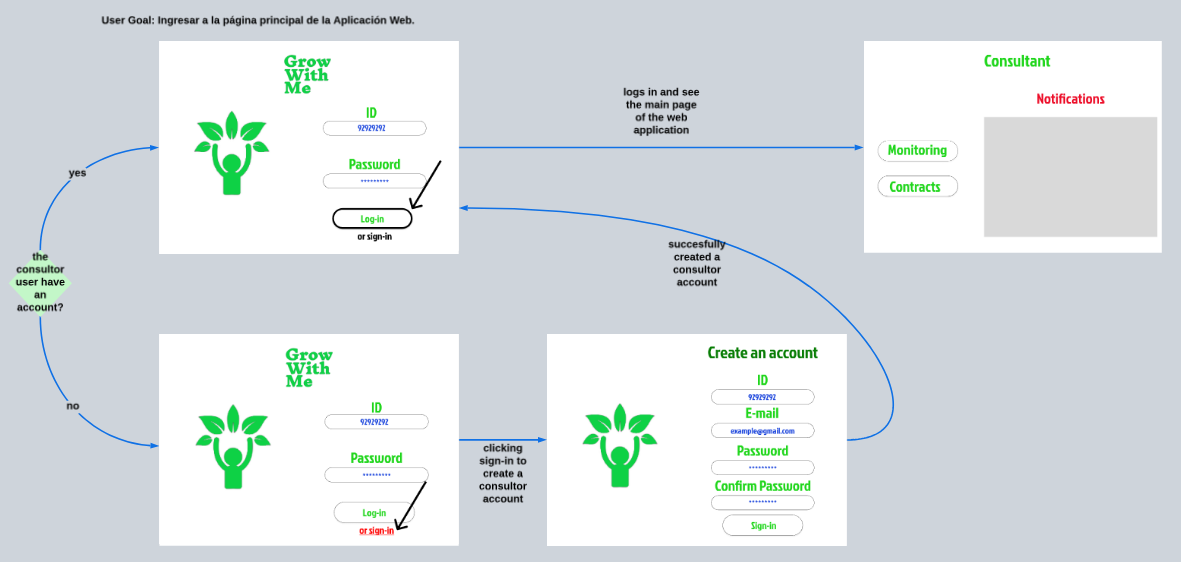 User Goal: Ingresar a la página principal de la Aplicación Web.
Grow
With
Me
ID
92929292
Password
*********
Log-in
or sign-in
logs in and see
the main page
of the web
application
Consultant
Notifications
Monitoring
Contracts
yes
the
consultor
user have
an
account?
no
succesfully
created a
consultor
account
Grow
With
Me
ID
92929292
Password
*********
Log-in
or sign-in
clicking
sign-in to
create a
consultor
account
Create an account
ID
92929292
E-mail
example@gmail.com
Password
*********
Confirm Password
*********
Sign-in